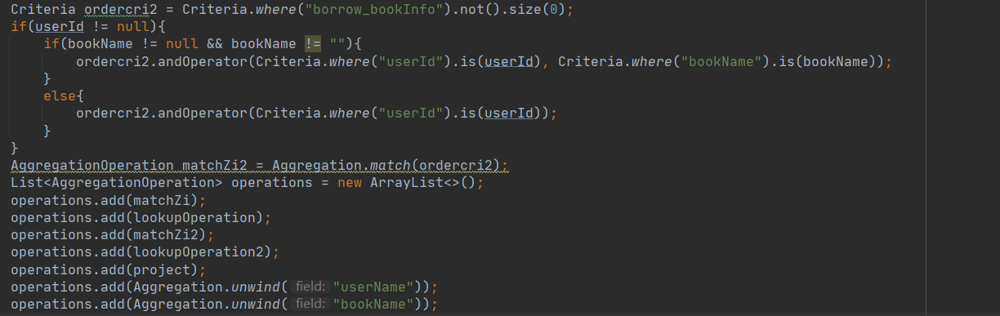 Criteria ordercri2 = Criteria.where("borrow_bookInfo").not().size(0);
if(userId != null){
if(bookName != null && bookName != ""){
ordercri2.andOperator(Criteria.where("userId").is(userId), Criteria.where("bookName").is(bookName));
}
else{
ordercri2.andOperator(Criteria.where("userId").is(userId));
}
}
AggregationOperation matchZi2 = Aggregation.match(ordercri2);
List<AggregationOperation> operations = new ArrayList<>();
operations.add(matchZi);
operations.add(lookupOperation);
operations.add(matchZi2);
operations.add(lookupOperation2);
operations.add(project);
operations.add(Aggregation.unwind( field: "userName"));
operations.add(Aggregation.unwind( field: "bookName"));